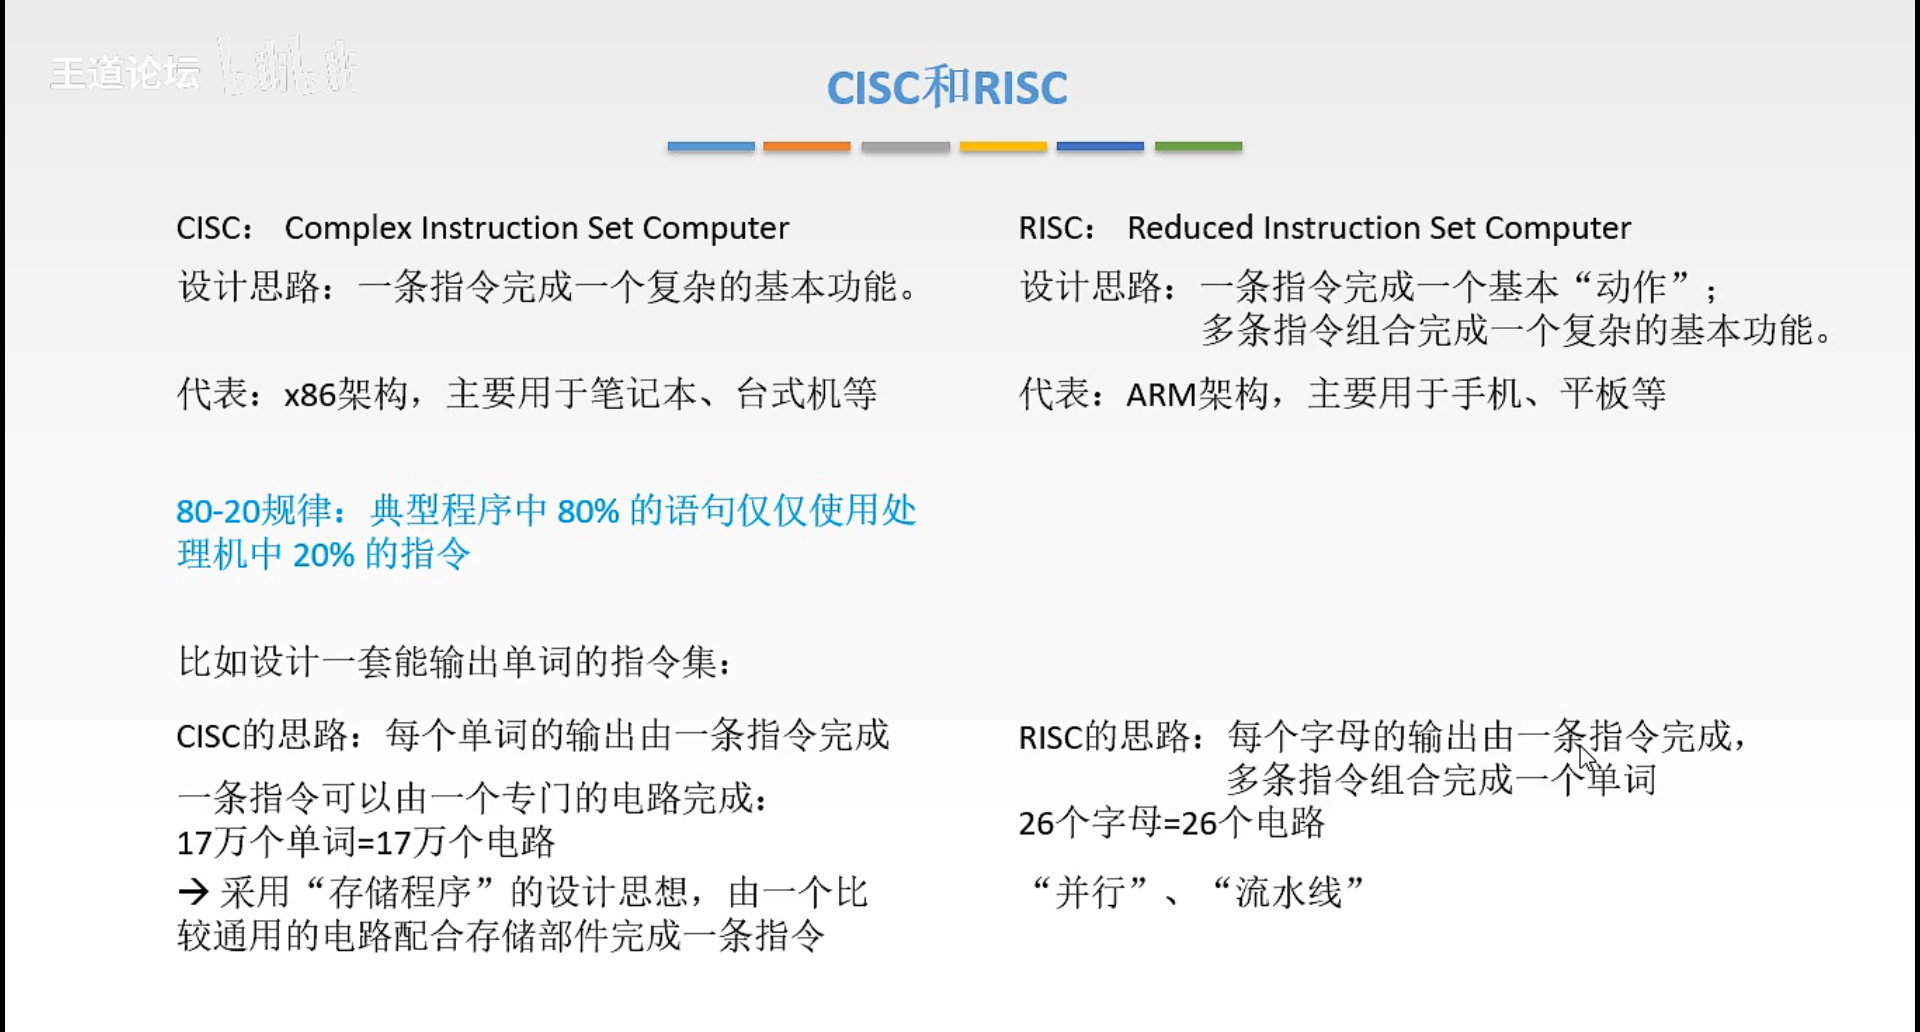 王道论坛 bilibili
CISC和RISC
CISC： Complex Instruction Set Computer
设计思路：一条指令完成一个复杂的基本功能。
代表：x86架构，主要用于笔记本、台式机等
RISC： Reduced Instruction Set Computer
设计思路：一条指令完成一个基本“动作”；
多条指令组合完成一个复杂的基本功能。
代表：ARM架构，主要用于手机、平板等
80-20规律：典型程序中 80% 的语句仅仅使用处
理机中 20% 的指令
比如设计一套能输出单词的指令集：
CISC的思路：每个单词的输出由一条指令完成
一条指令可以由一个专门的电路完成：
17万个单词=17万个电路
→ 采用“存储程序”的设计思想，由一个比
较通用的电路配合存储部件完成一条指令
RISC的思路：每个字母的输出由一条指令完成，
多条指令组合完成一个单词
26个字母=26个电路
“并行”、“流水线”